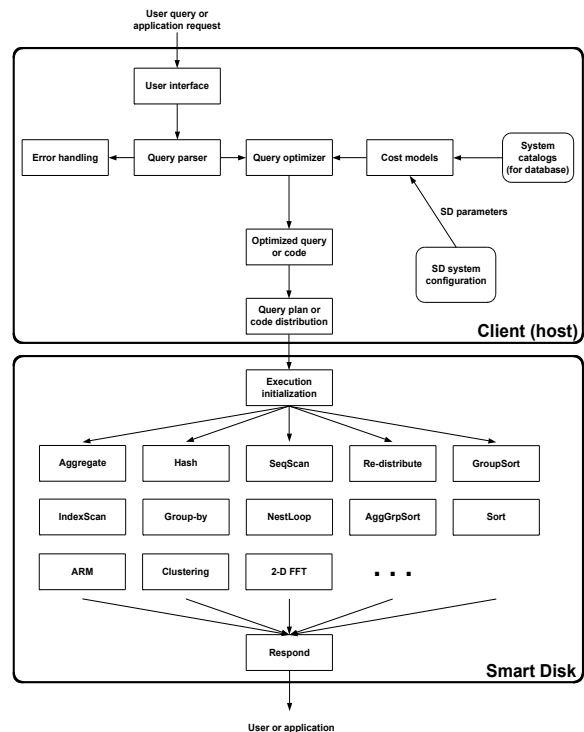 User query or
application request
User interface
Error handling
Query parser
Query optimizer
Cost models
System
catalogs
(for database)
SD parameters
Optimized query
or code
SD system
configuration
Query plan or
code distribution
Client (host)
Execution
initialization
Aggregate
Hash
SeqScan
Re-distribute
GroupSort
IndexScan
Group-by
NestLoop
AggGrpSort
Sort
ARM
Clustering
2-D FFT
. . .
Respond
Smart Disk
User or application